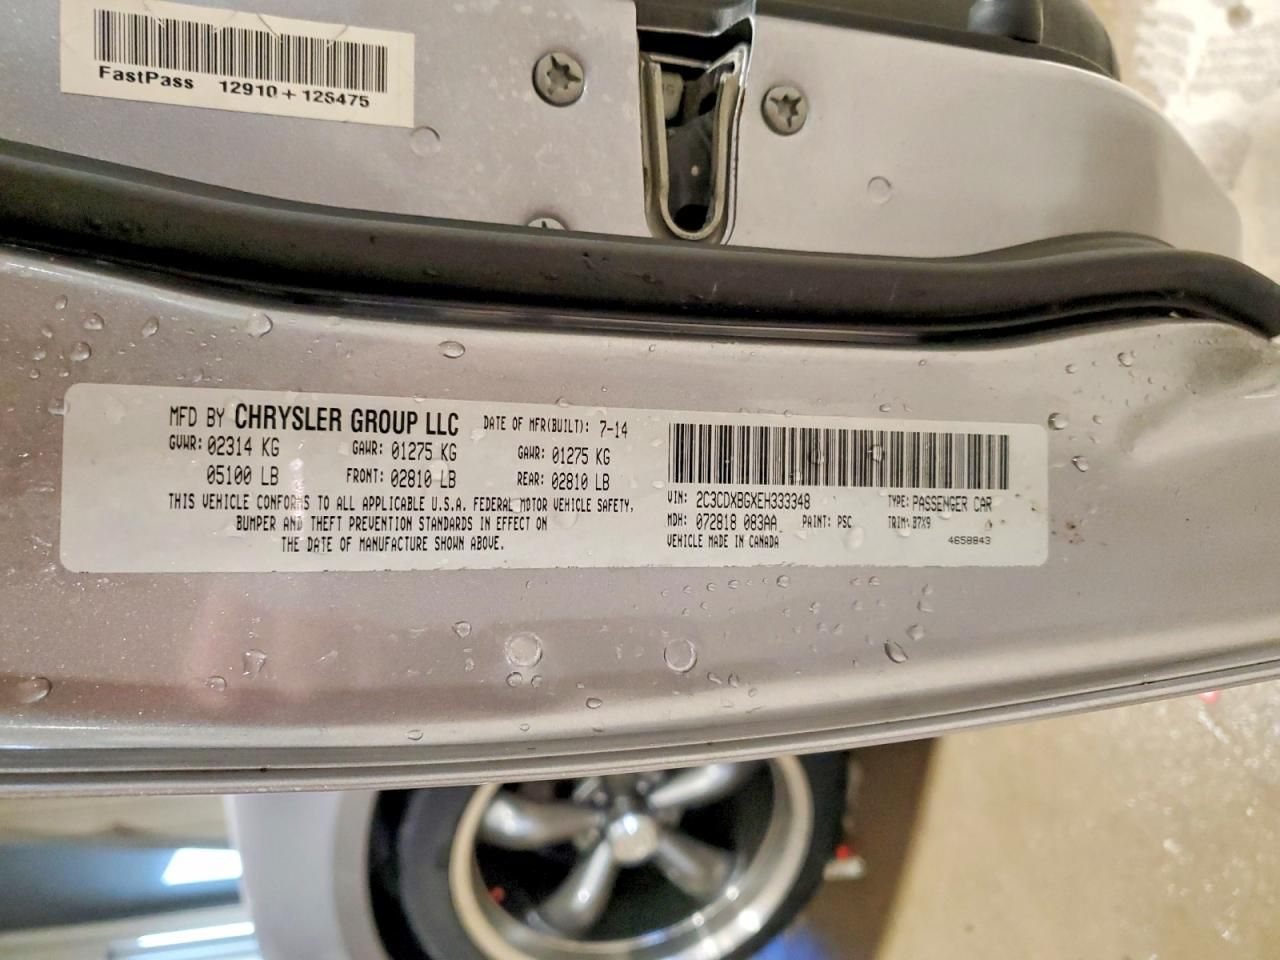 FastPass 12910 + 126475
MFD BY CHRYSLER GROUP LLC DATE OF MFR(BUILT): 7-14
GVWR: 02314 KG GAWR: 01275 KG GAWR: 01275 KG
05100 LB FRONT: 02810 LB REAR: 02810 LB
THIS VEHICLE CONFORMS TO ALL APPLICABLE U.S.A. FEDERAL MOTOR VEHICLE SAFETY,
BUMPER AND THEFT PREVENTION STANDARDS IN EFFECT ON
THE DATE OF MANUFACTURE SHOWN ABOVE.
VIN: 2C3CDXBGXEH333348 TYPE: PASSENGER CAR
MDH: 072818 083AA PAINT: PSC TRIM: B7X9
VEHICLE MADE IN CANADA 4658843